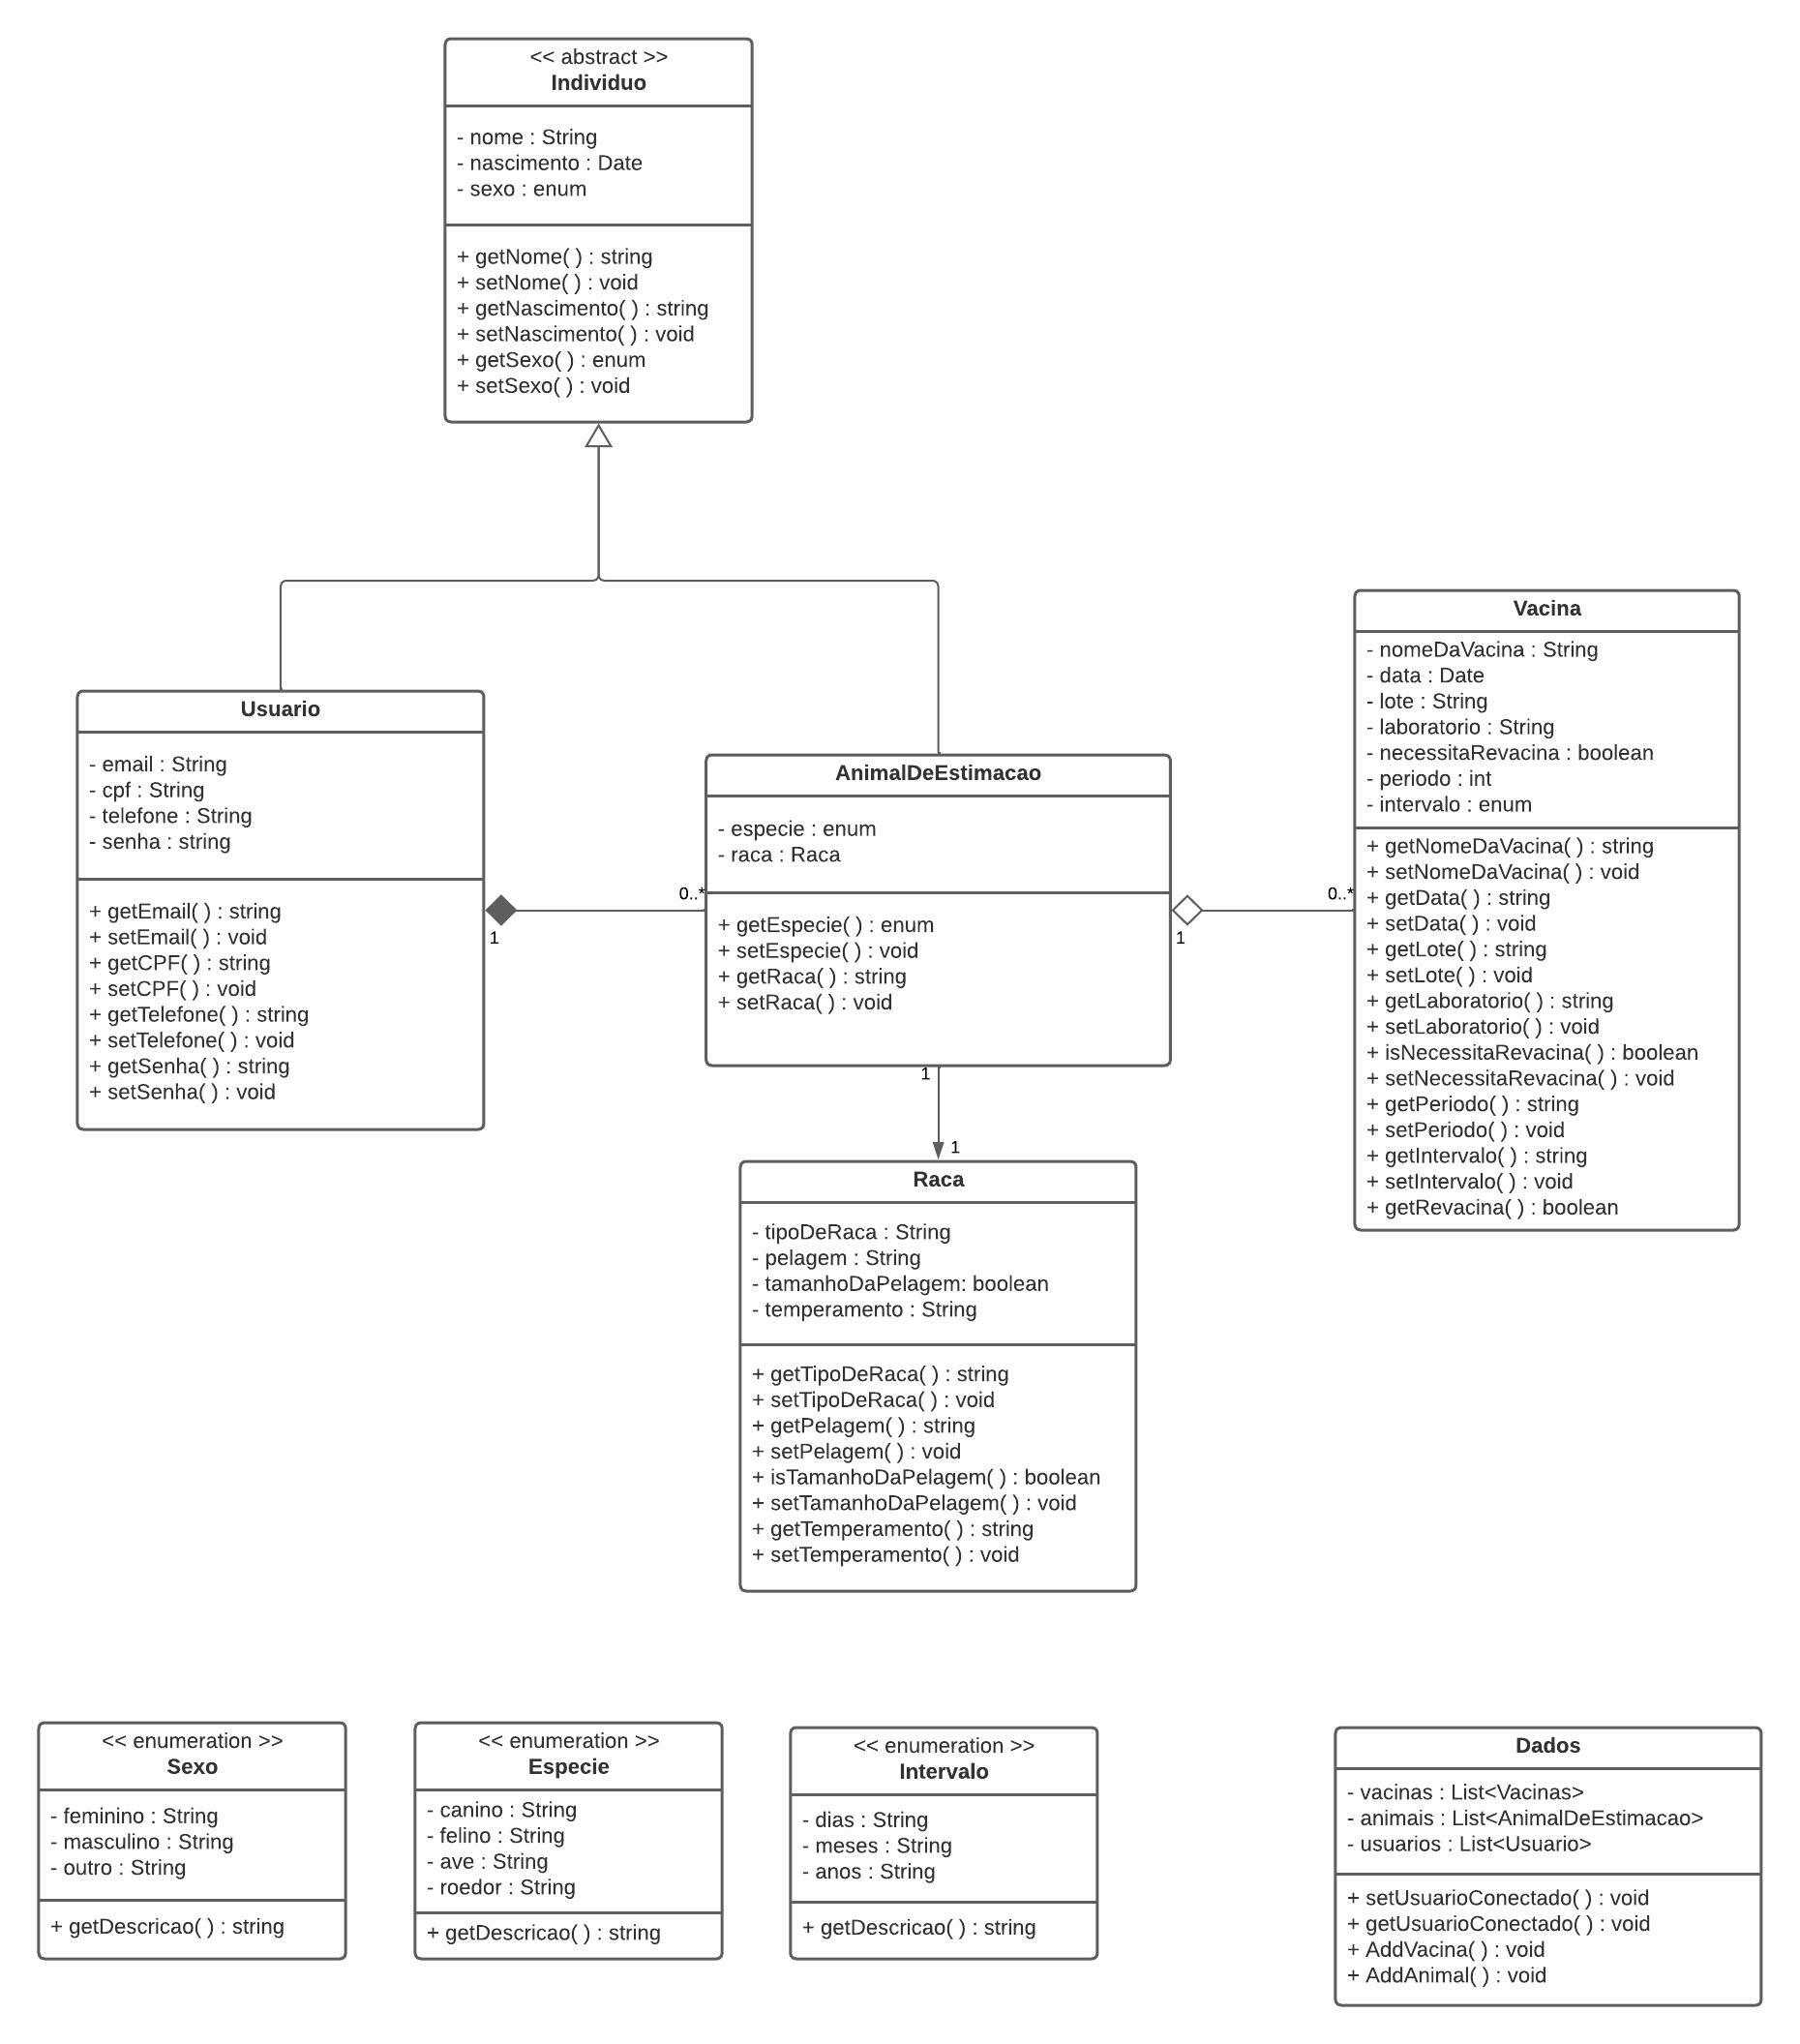 << abstract >>
Individuo
- nome : String
- nascimento : Date
- sexo : enum
+ getNome( ) : string
+ setNome( ) : void
+ getNascimento( ) : string
+ setNascimento( ) : void
+ getSexo( ) : enum
+ setSexo( ) : void
Usuario
- email : String
- cpf : String
- telefone : String
- senha : string
+ getEmail( ) : string
+ setEmail( ) : void
+ getCPF( ) : string
+ setCPF( ) : void
+ getTelefone( ) : string
+ setTelefone( ) : void
+ getSenha( ) : string
+ setSenha( ) : void
1
0..*
AnimalDeEstimacao
- especie : enum
- raca : Raca
+ getEspecie( ) : enum
+ setEspecie( ) : void
+ getRaca( ) : string
+ setRaca( ) : void
1
0..*
Vacina
- nomeDaVacina : String
- data : Date
- lote : String
- laboratorio : String
- necessitaRevacina : boolean
- periodo : int
- intervalo : enum
+ getNomeDaVacina( ) : string
+ setNomeDaVacina( ) : void
+ getData( ) : string
+ setData( ) : void
+ getLote( ) : string
+ setLote( ) : void
+ getLaboratorio( ) : string
+ setLaboratorio( ) : void
+ isNecessitaRevacina( ) : boolean
+ setNecessitaRevacina( ) : void
+ getPeriodo( ) : string
+ setPeriodo( ) : void
+ getIntervalo( ) : string
+ setIntervalo( ) : void
+ getRevacina( ) : boolean
1
1
Raca
- tipoDeRaca : String
- pelagem : String
- tamanhoDaPelagem: boolean
- temperamento : String
+ getTipoDeRaca( ) : string
+ setTipoDeRaca( ) : void
+ getPelagem( ) : string
+ setPelagem( ) : void
+ isTamanhoDaPelagem( ) : boolean
+ setTamanhoDaPelagem( ) : void
+ getTemperamento( ) : string
+ setTemperamento( ) : void
<< enumeration >>
Sexo
- feminino : String
- masculino : String
- outro : String
+ getDescricao( ) : string
<< enumeration >>
Especie
- canino : String
- felino : String
- ave : String
- roedor : String
+ getDescricao( ) : string
<< enumeration >>
Intervalo
- dias : String
- meses : String
- anos : String
+ getDescricao( ) : string
Dados
- vacinas : List<Vacinas>
- animais : List<AnimalDeEstimacao>
- usuarios : List<Usuario>
+ setUsuarioConectado( ) : void
+ getUsuarioConectado( ) : void
+ AddVacina( ) : void
+ AddAnimal( ) : void